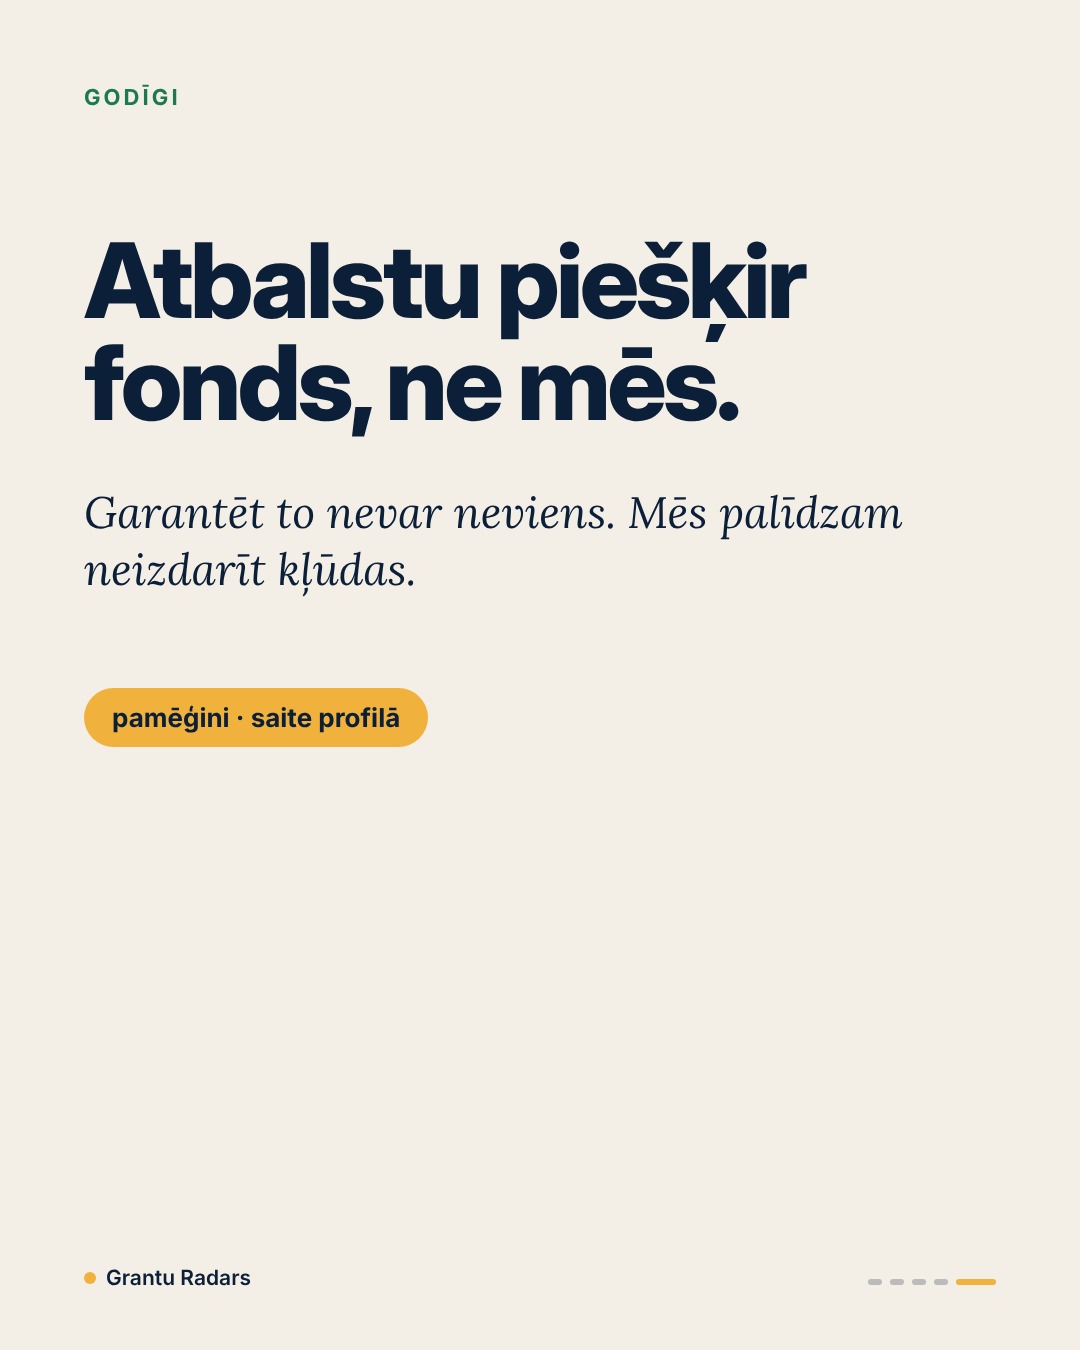 GODĪGI
Atbalstu piešķir
fonds, ne mēs.
Garantēt to nevar neviens. Mēs palīdzam
neizdarīt kļūdas.
pamēģini · saite profilā
Grantu Radars